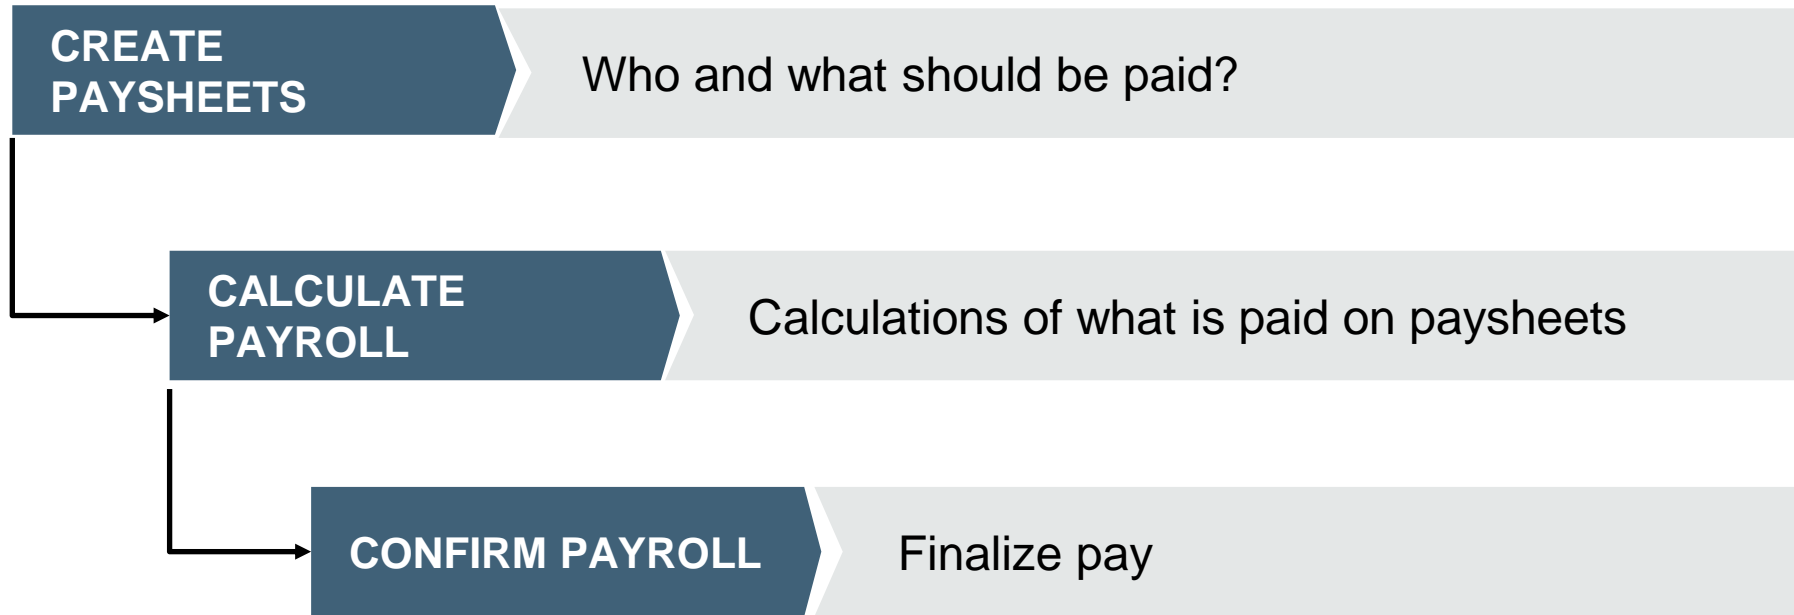 CREATE
PAYSHEETS
Who and what should be paid?
CALCULATE
PAYROLL
Calculations of what is paid on paysheets
CONFIRM PAYROLL
Finalize pay